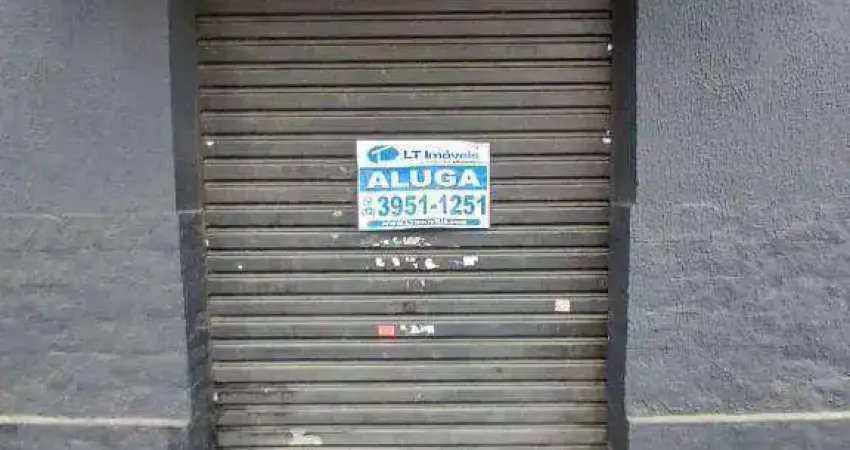 LT Imóveis
ALUGA
3951-1251